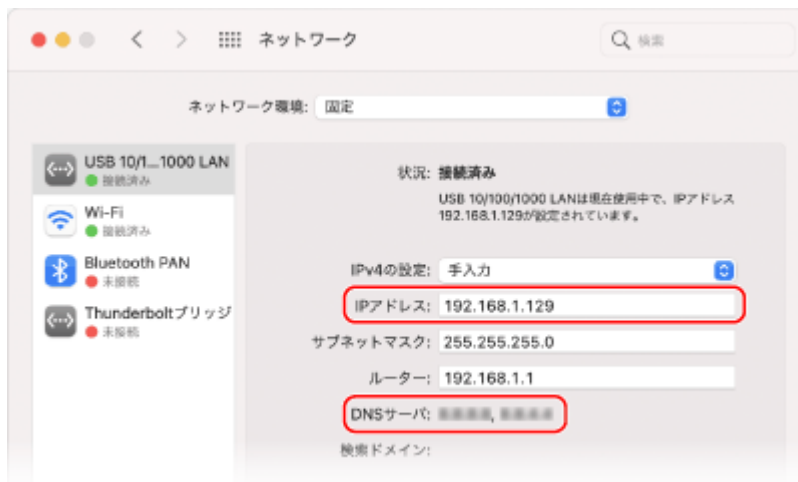 ネットワーク
検索
ネットワーク環境: 固定
USB 10/1...1000 LAN
接続済み
Wi-Fi
接続済み
Bluetooth PAN
未接続
Thunderboltブリッジ
未接続
状況: 接続済み
USB 10/100/1000 LANは現在使用中で、IPアドレス
192.168.1.129が設定されています。
IPv4の設定: 手入力
IPアドレス: 192.168.1.129
サブネットマスク: 255.255.255.0
ルーター: 192.168.1.1
DNSサーバ:
検索ドメイン: